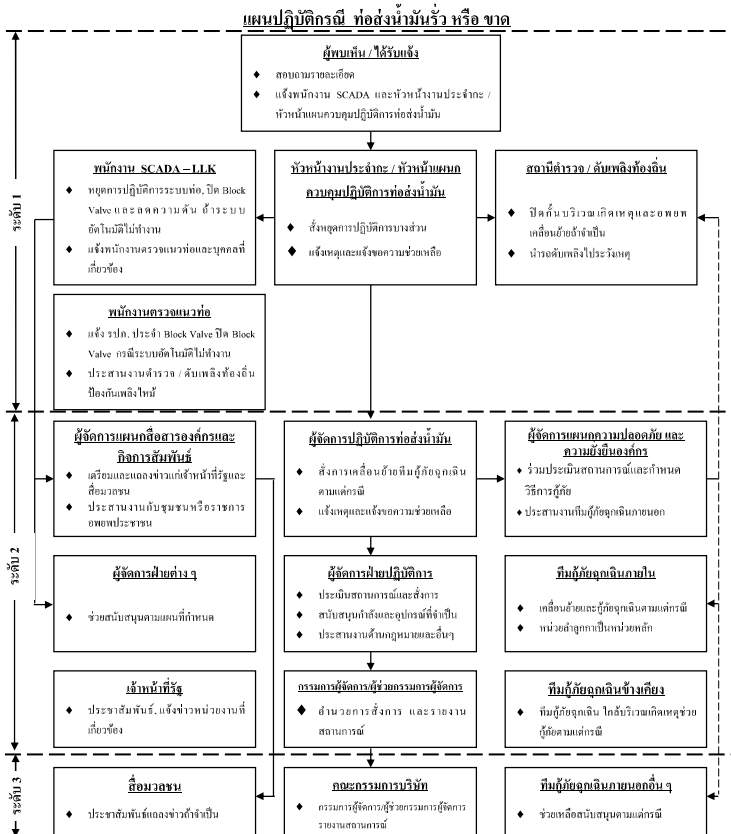 แผนปฏิบัติกรณี ท่อส่งน้ำมันรั่ว หรือ ขาด
ระดับ 1
ผู้พบเห็น / ได้รับแจ้ง
♦ สอบถามรายละเอียด
♦ แจ้งพนักงาน SCADA และหัวหน้างานประจำกะ /
หัวหน้าแผนควบคุมปฏิบัติการท่อส่งน้ำมัน
พนักงาน SCADA – LLK
♦ หยุดการปฏิบัติการระบบท่อ, ปิด Block
Valve และลดความดัน ถ้าระบบ
อัตโนมัติไม่ทำงาน
♦ แจ้งพนักงานตรวจแนวท่อและบุคคลที่
เกี่ยวข้อง
หัวหน้างานประจำกะ / หัวหน้าแผนก
ควบคุมปฏิบัติการท่อส่งน้ำมัน
♦ สั่งหยุดการปฏิบัติการบางส่วน
♦ แจ้งเหตุและแจ้งขอความช่วยเหลือ
สถานีตำรวจ / ดับเพลิงท้องถิ่น
♦ ปิดกั้นบริเวณเกิดเหตุและอพยพ
เคลื่อนย้ายถ้าจำเป็น
♦ นำรถดับเพลิงไประวังเหตุ
พนักงานตรวจแนวท่อ
♦ แจ้ง รปภ. ประจำ Block Valve ปิด Block
Valve กรณีระบบอัตโนมัติไม่ทำงาน
♦ ประสานงานตำรวจ / ดับเพลิงท้องถิ่น
ป้องกันเพลิงไหม้
ระดับ 2
ผู้จัดการแผนกสื่อสารองค์กรและ
กิจการสัมพันธ์
♦ เตรียมและแถลงข่าวแก่เจ้าหน้าที่รัฐและ
สื่อมวลชน
♦ ประสานงานกับชุมชนหรือราชการ
อพยพประชาชน
ผู้จัดการปฏิบัติการท่อส่งน้ำมัน
♦ สั่งการเคลื่อนย้ายทีมกู้ภัยฉุกเฉิน
ตามแต่กรณี
♦ แจ้งเหตุและแจ้งขอความช่วยเหลือ
ผู้จัดการแผนกความปลอดภัย และ
ความยั่งยืนองค์กร
♦ ร่วมประเมินสถานการณ์และกำหนด
วิธีการกู้ภัย
♦ ประสานงานทีมกู้ภัยฉุกเฉินภายนอก
ผู้จัดการฝ่ายต่าง ๆ
♦ ช่วยสนับสนุนตามแผนที่กำหนด
ผู้จัดการฝ่ายปฏิบัติการ
♦ ประเมินสถานการณ์และสั่งการ
♦ สนับสนุนกำลังและอุปกรณ์ที่จำเป็น
♦ ประสานงานด้านกฎหมายและอื่นๆ
ทีมกู้ภัยฉุกเฉินภายใน
♦ เคลื่อนย้ายและกู้ภัยฉุกเฉินตามแต่กรณี
♦ หน่วยลำลูกกาเป็นหน่วยหลัก
เจ้าหน้าที่รัฐ
♦ ประชาสัมพันธ์, แจ้งข่าวหน่วยงานที่
เกี่ยวข้อง
กรรมการผู้จัดการ/ผู้ช่วยกรรมการผู้จัดการ
♦ อำนวยการสั่งการ และรายงาน
สถานการณ์
ทีมกู้ภัยฉุกเฉินข้างเคียง
♦ ทีมกู้ภัยฉุกเฉิน ใกล้บริเวณเกิดเหตุช่วย
กู้ภัยตามแต่กรณี
ระดับ 3
สื่อมวลชน
♦ ประชาสัมพันธ์แถลงข่าวถ้าจำเป็น
คณะกรรมการบริษัท
♦ กรรมการผู้จัดการ/ผู้ช่วยกรรมการผู้จัดการ
รายงานสถานการณ์
ทีมกู้ภัยฉุกเฉินภายนอกอื่น ๆ
♦ ช่วยเหลือสนับสนุนตามแต่กรณี